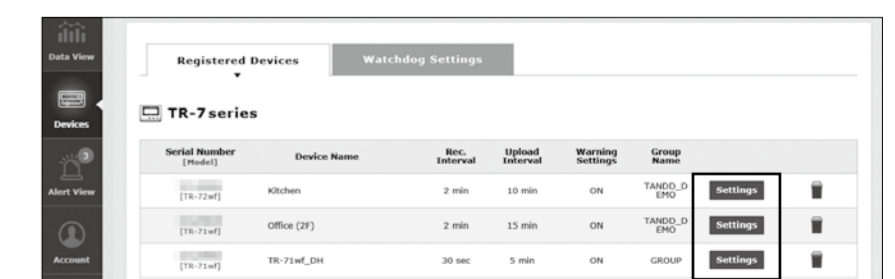 Data View
Registered Devices
Watchdog Settings
Devices
TR-7series
Serial Number
[Model]
Device Name
Rec.
Interval
Upload
Interval
Warning
Settings
Group
Name
3
Alert View
[TR-72wf]
Kitchen
2 min
10 min
ON
TANDD_D
EMO
Settings
[TR-71wf]
Office (2F)
2 min
15 min
ON
TANDD_D
EMO
Settings
Account
[TR-71wf]
TR-71wf_DH
30 sec
5 min
ON
GROUP
Settings